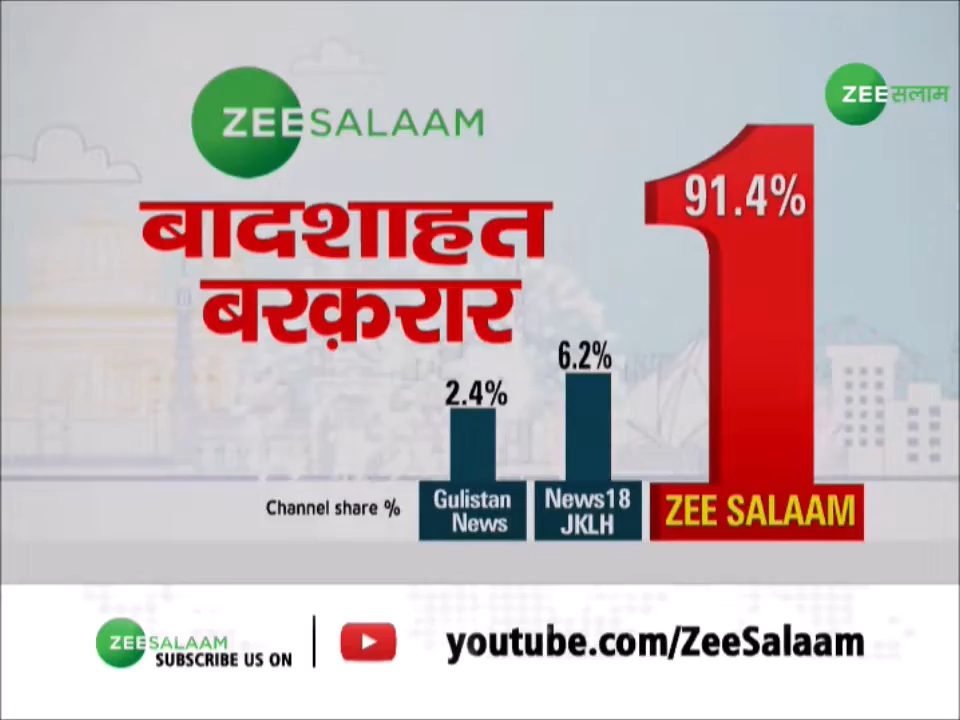 ZEESALAAM
ZEEसलाम
बादशाहत
बरक़रार
91.4%
6.2%
2.4%
Channel share %
Gulistan
News
News18
JKLH
ZEE SALAAM
ZEESALAAM
SUBSCRIBE US ON
youtube.com/ZeeSalaam